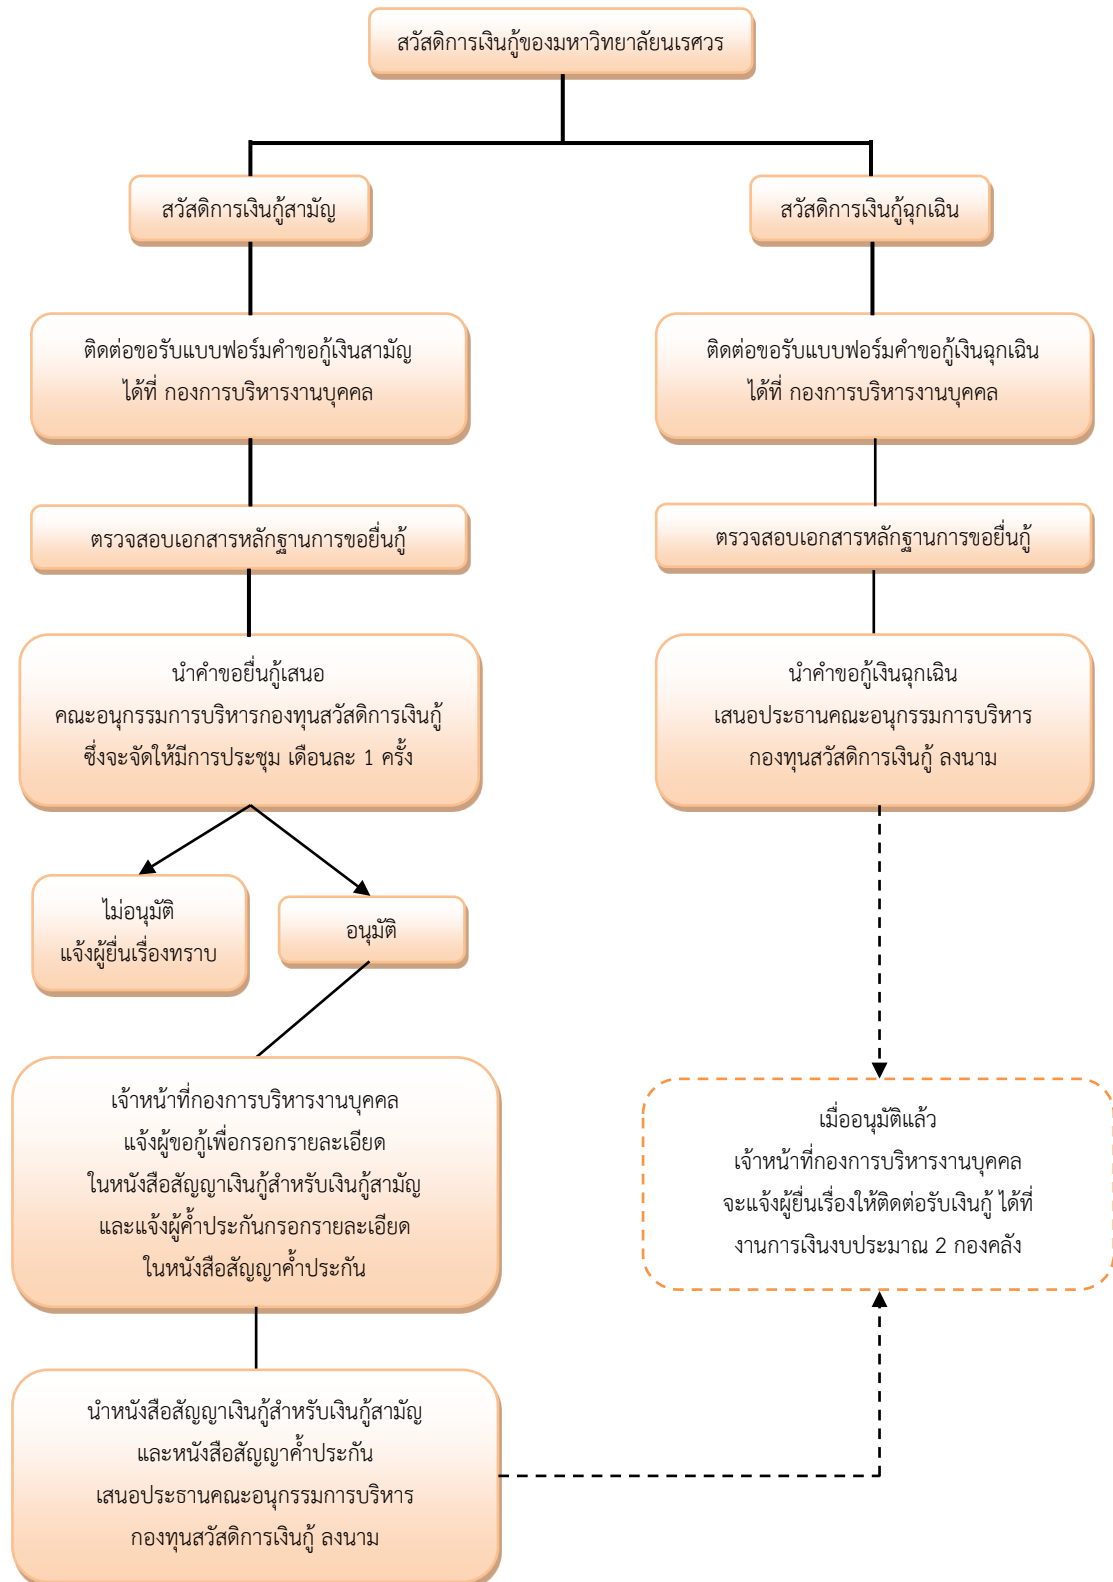 สวัสดิการเงินกู้ของมหาวิทยาลัยนเรศวร
สวัสดิการเงินกู้สามัญ
สวัสดิการเงินกู้ฉุกเฉิน
ติดต่อขอรับแบบฟอร์มคำขอกู้เงินสามัญ
ได้ที่ กองการบริหารงานบุคคล
ติดต่อขอรับแบบฟอร์มคำขอกู้เงินฉุกเฉิน
ได้ที่ กองการบริหารงานบุคคล
ตรวจสอบเอกสารหลักฐานการขอยื่นกู้
ตรวจสอบเอกสารหลักฐานการขอยื่นกู้
นำคำขอยื่นกู้เสนอ
คณะอนุกรรมการบริหารกองทุนสวัสดิการเงินกู้
ซึ่งจะจัดให้มีการประชุม เดือนละ 1 ครั้ง
นำคำขอกู้เงินฉุกเฉิน
เสนอประธานคณะอนุกรรมการบริหาร
กองทุนสวัสดิการเงินกู้ ลงนาม
ไม่อนุมัติ
แจ้งผู้ยื่นเรื่องทราบ
อนุมัติ
เจ้าหน้าที่กองการบริหารงานบุคคล
แจ้งผู้ขอกู้เพื่อกรอกรายละเอียด
ในหนังสือสัญญาเงินกู้สำหรับเงินกู้สามัญ
และแจ้งผู้ค้ำประกันกรอกรายละเอียด
ในหนังสือสัญญาค้ำประกัน
เมื่ออนุมัติแล้ว
เจ้าหน้าที่กองการบริหารงานบุคคล
จะแจ้งผู้ยื่นเรื่องให้ติดต่อรับเงินกู้ ได้ที่
งานการเงินงบประมาณ 2 กองคลัง
นำหนังสือสัญญาเงินกู้สำหรับเงินกู้สามัญ
และหนังสือสัญญาค้ำประกัน
เสนอประธานคณะอนุกรรมการบริหาร
กองทุนสวัสดิการเงินกู้ ลงนาม